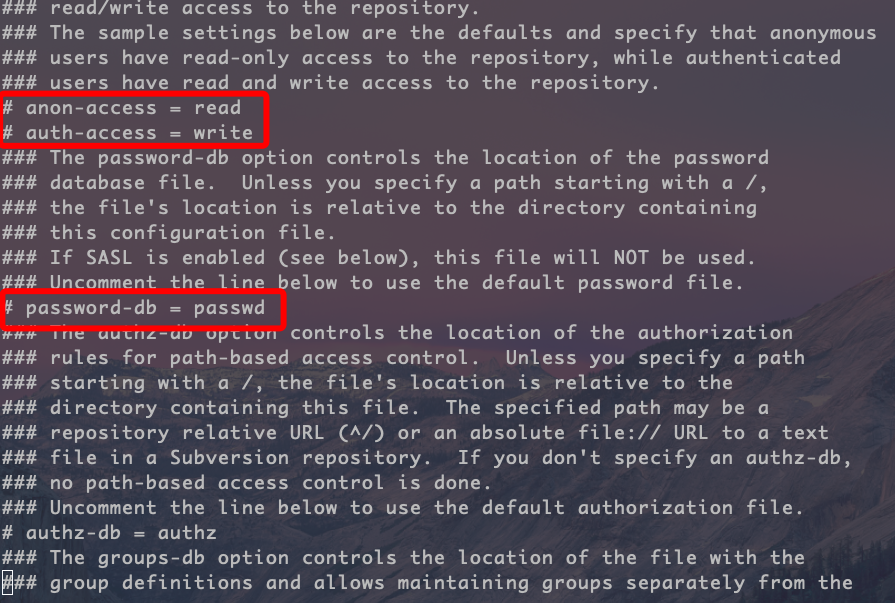 ### read/write access to the repository.
### The sample settings below are the defaults and specify that anonymous
### users have read-only access to the repository, while authenticated
### users have read and write access to the repository.
# anon-access = read
# auth-access = write
### The password-db option controls the location of the password
### database file.  Unless you specify a path starting with a /,
### the file's location is relative to the directory containing
### this configuration file.
### If SASL is enabled (see below), this file will NOT be used.
### Uncomment the line below to use the default password file.
# password-db = passwd
### The authz-db option controls the location of the authorization
### rules for path-based access control.  Unless you specify a path
### starting with a /, the file's location is relative to the
### directory containing this file.  The specified path may be a
### repository relative URL (^/) or an absolute file:// URL to a text
### file in a Subversion repository.  If you don't specify an authz-db,
### no path-based access control is done.
### Uncomment the line below to use the default authorization file.
# authz-db = authz
### The groups-db option controls the location of the file with the
### group definitions and allows maintaining groups separately from the